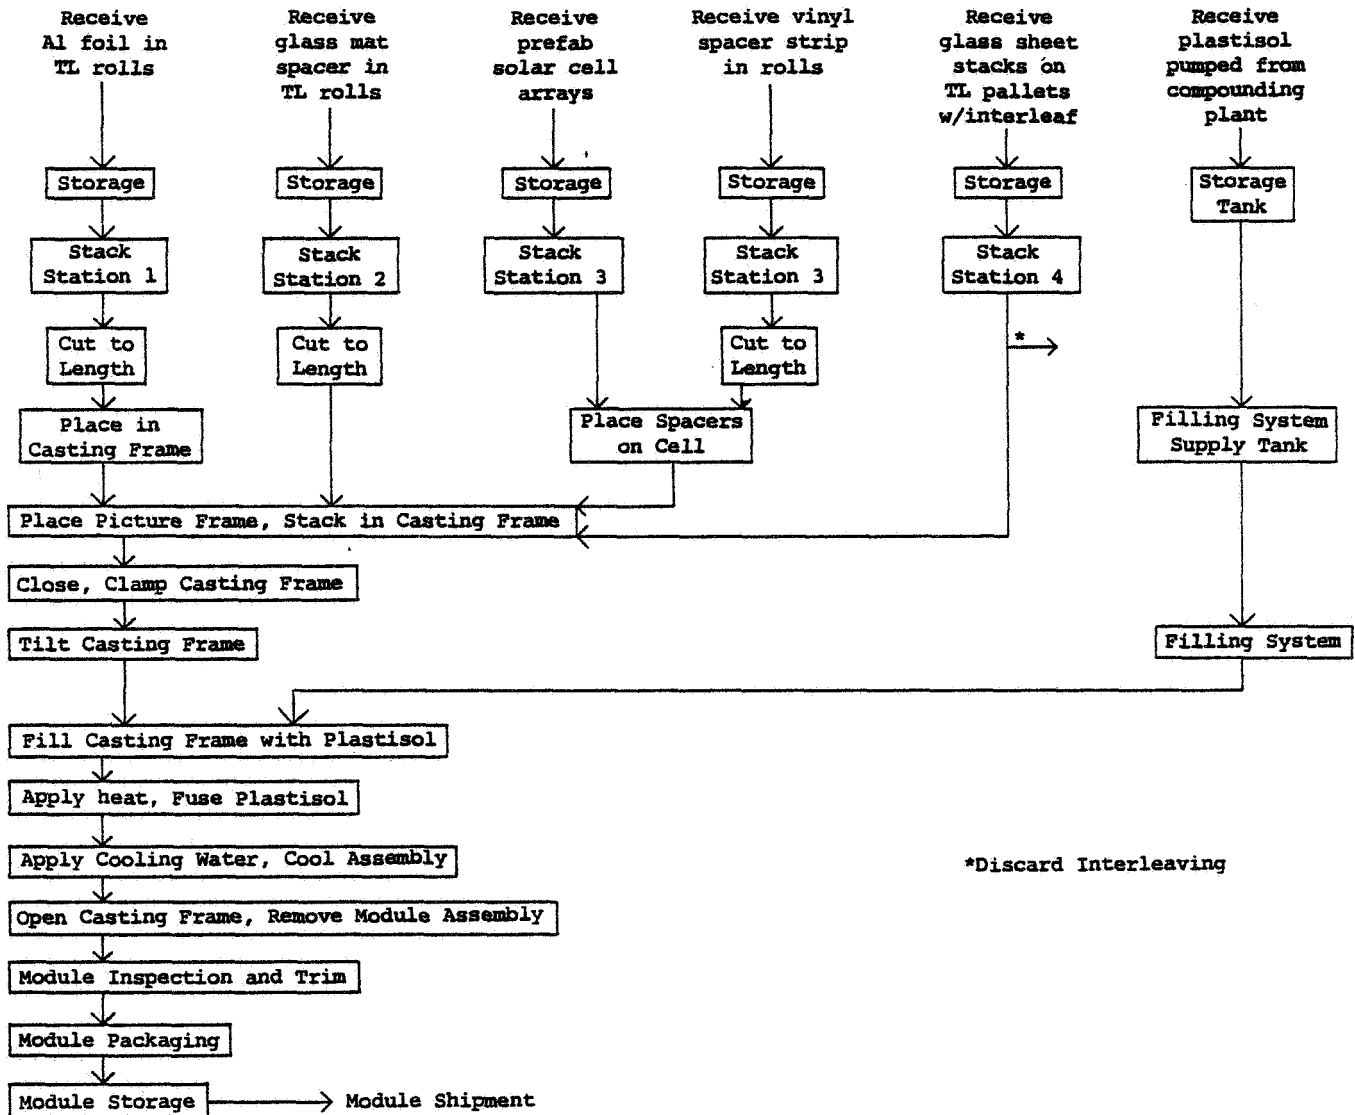 Receive
Al foil in
TL rolls
Receive
glass mat
spacer in
TL rolls
Receive
prefab
solar cell
arrays
Receive vinyl
spacer strip
in rolls
Receive
glass sheet
stacks on
TL pallets
w/interleaf
Receive
plastisol
pumped from
compounding
plant
Storage
Storage
Storage
Storage
Storage
Storage
Tank
Stack
Station 1
Stack
Station 2
Stack
Station 3
Stack
Station 3
Stack
Station 4
Cut to
Length
Cut to
Length
Cut to
Length
*
Place in
Casting Frame
Place Spacers
on Cell
Filling System
Supply Tank
Place Picture Frame, Stack in Casting Frame
Close, Clamp Casting Frame
Tilt Casting Frame
Filling System
Fill Casting Frame with Plastisol
Apply heat, Fuse Plastisol
Apply Cooling Water, Cool Assembly
*Discard Interleaving
Open Casting Frame, Remove Module Assembly
Module Inspection and Trim
Module Packaging
Module Storage
Module Shipment